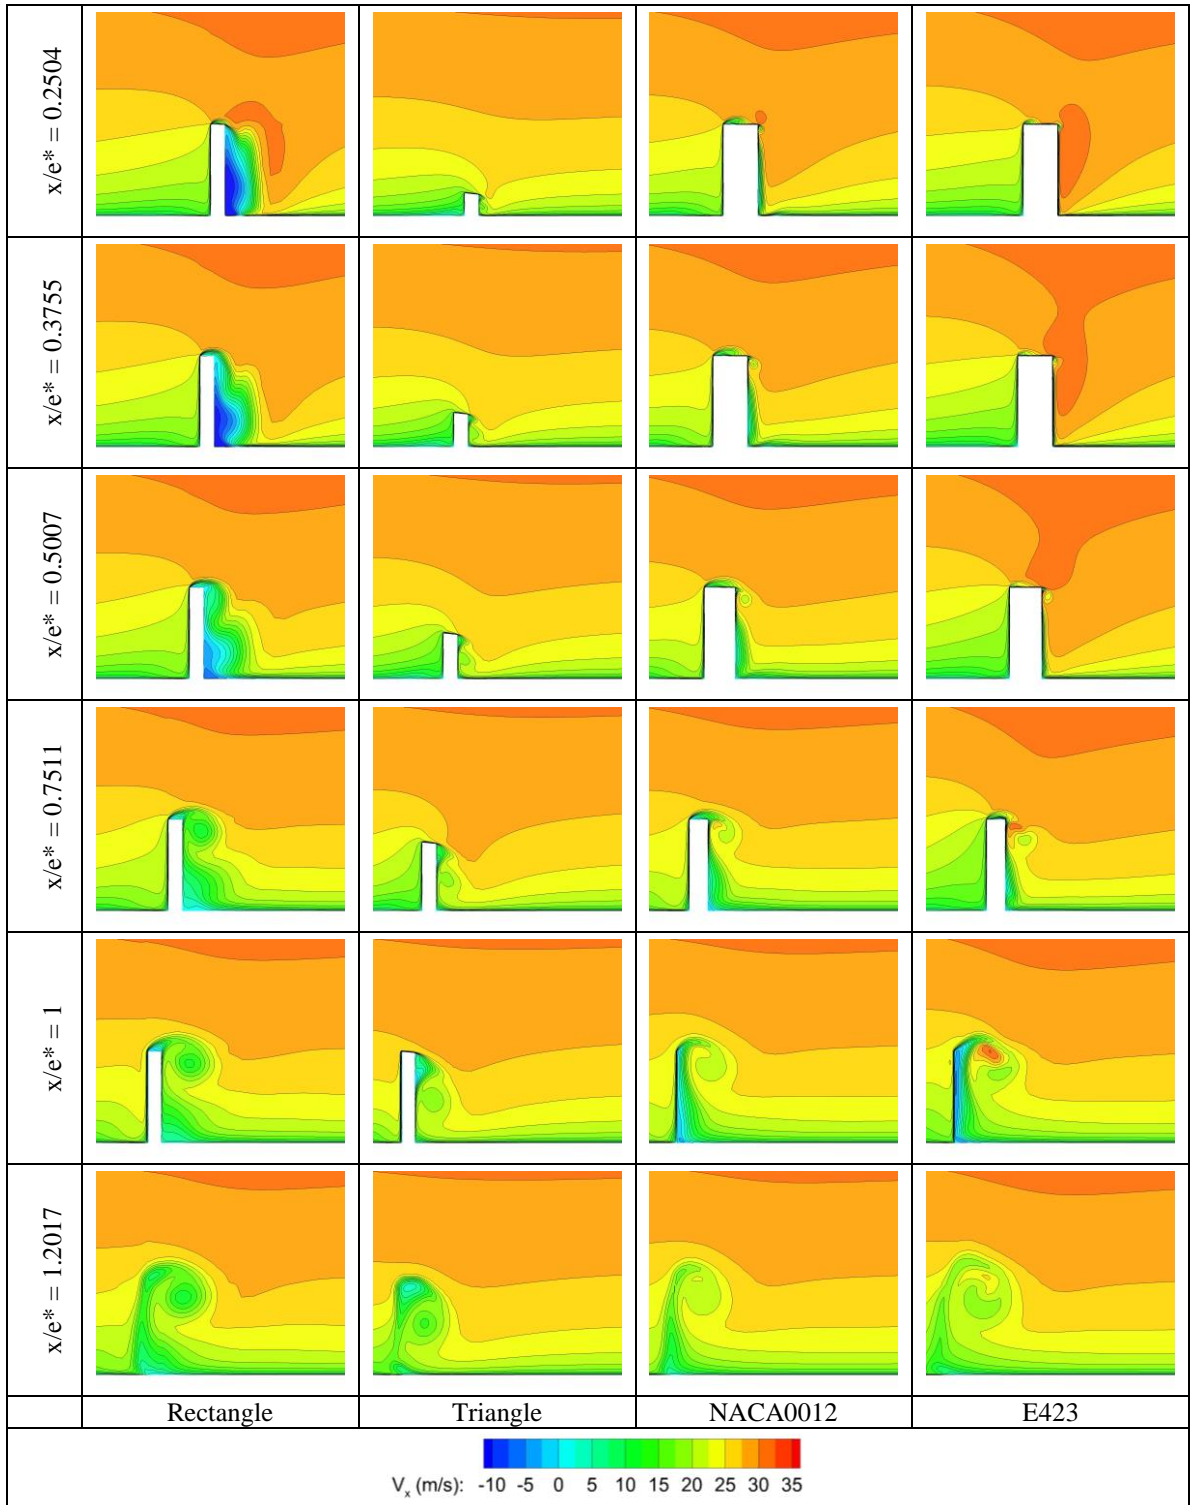 x/e* = 0.2504
x/e* = 0.3755
x/e* = 0.5007
x/e* = 0.7511
x/e* = 1
x/e* = 1.2017
Rectangle Triangle NACA0012 E423
Vx (m/s): -10 -5 0 5 10 15 20 25 30 35